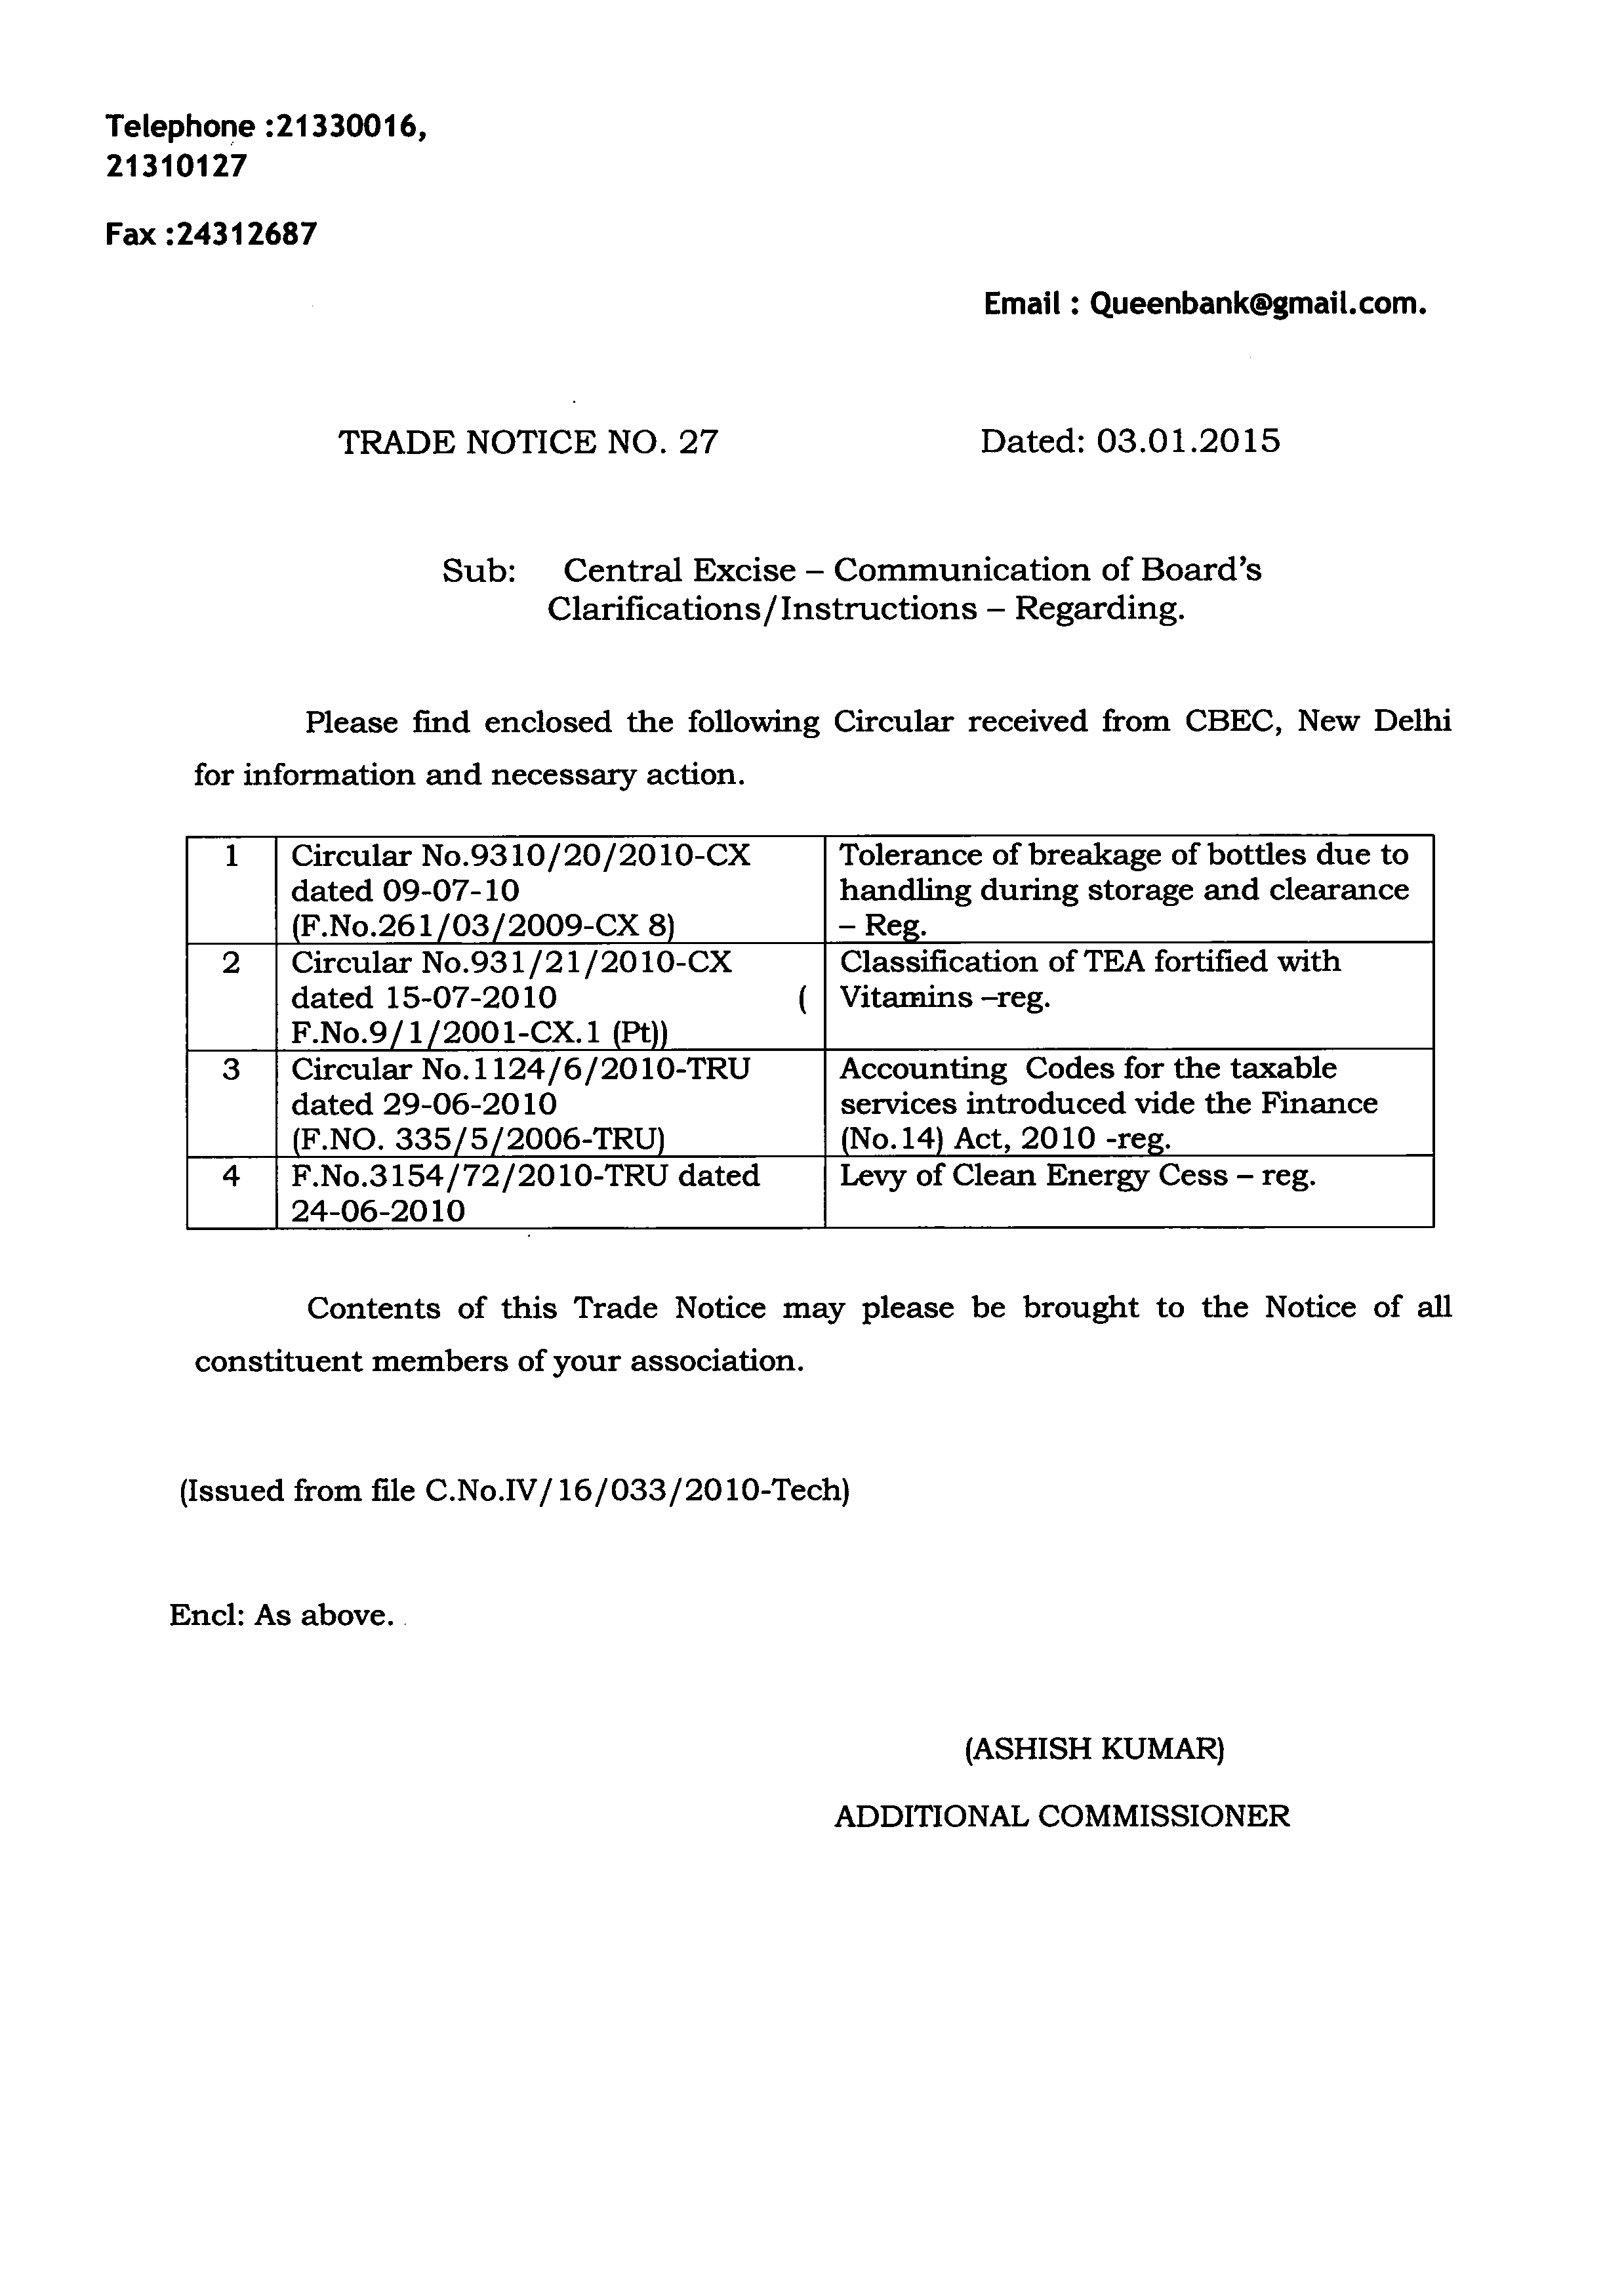 Telephone :21330016,
21310127
Fax :24312687
Email : Queenbank@gmail.com.
TRADE NOTICE NO. 27 Dated: 03.01.2015
Sub: Central Excise – Communication of Board's
Clarifications/Instructions – Regarding.
Please find enclosed the following Circular received from CBEC, New Delhi
for information and necessary action.
1 Circular No.9310/20/2010-CX
dated 09-07-10
(F.No.261/03/2009-CX 8)
Tolerance of breakage of bottles due to
handling during storage and clearance
– Reg.
2 Circular No.931/21/2010-CX
dated 15-07-2010 (
F.No.9/1/2001-CX.1 (Pt))
Classification of TEA fortified with
Vitamins –reg.
3 Circular No.1124/6/2010-TRU
dated 29-06-2010
(F.NO. 335/5/2006-TRU)
Accounting Codes for the taxable
services introduced vide the Finance
(No.14) Act, 2010 -reg.
4 F.No.3154/72/2010-TRU dated
24-06-2010
Levy of Clean Energy Cess – reg.
Contents of this Trade Notice may please be brought to the Notice of all
constituent members of your association.
(Issued from file C.No.IV/16/033/2010-Tech)
Encl: As above.
(ASHISH KUMAR)
ADDITIONAL COMMISSIONER